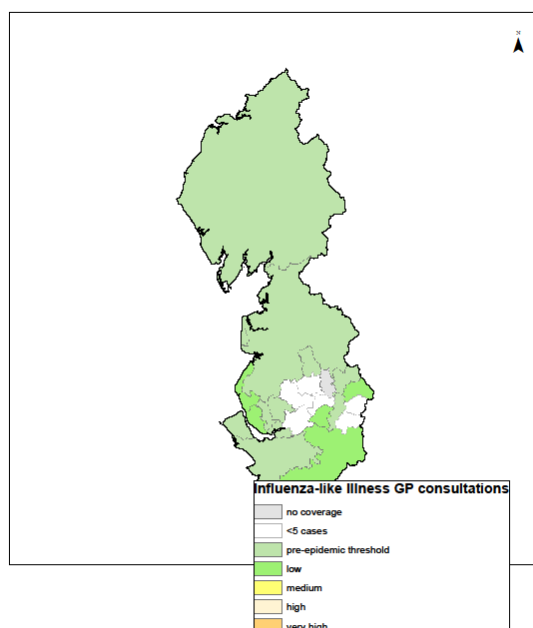 N
Influenza-like Illness GP consultations
no coverage
<5 cases
pre-epidemic threshold
low
medium
high
very high